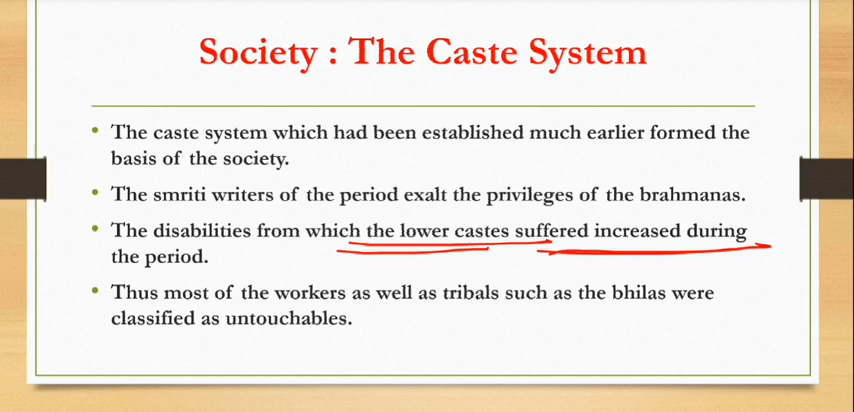 Society : The Caste System
• The caste system which had been established much earlier formed the
basis of the society.
• The smriti writers of the period exalt the privileges of the brahmanas.
• The disabilities from which the lower castes suffered increased during
the period.
• Thus most of the workers as well as tribals such as the bhilas were
classified as untouchables.